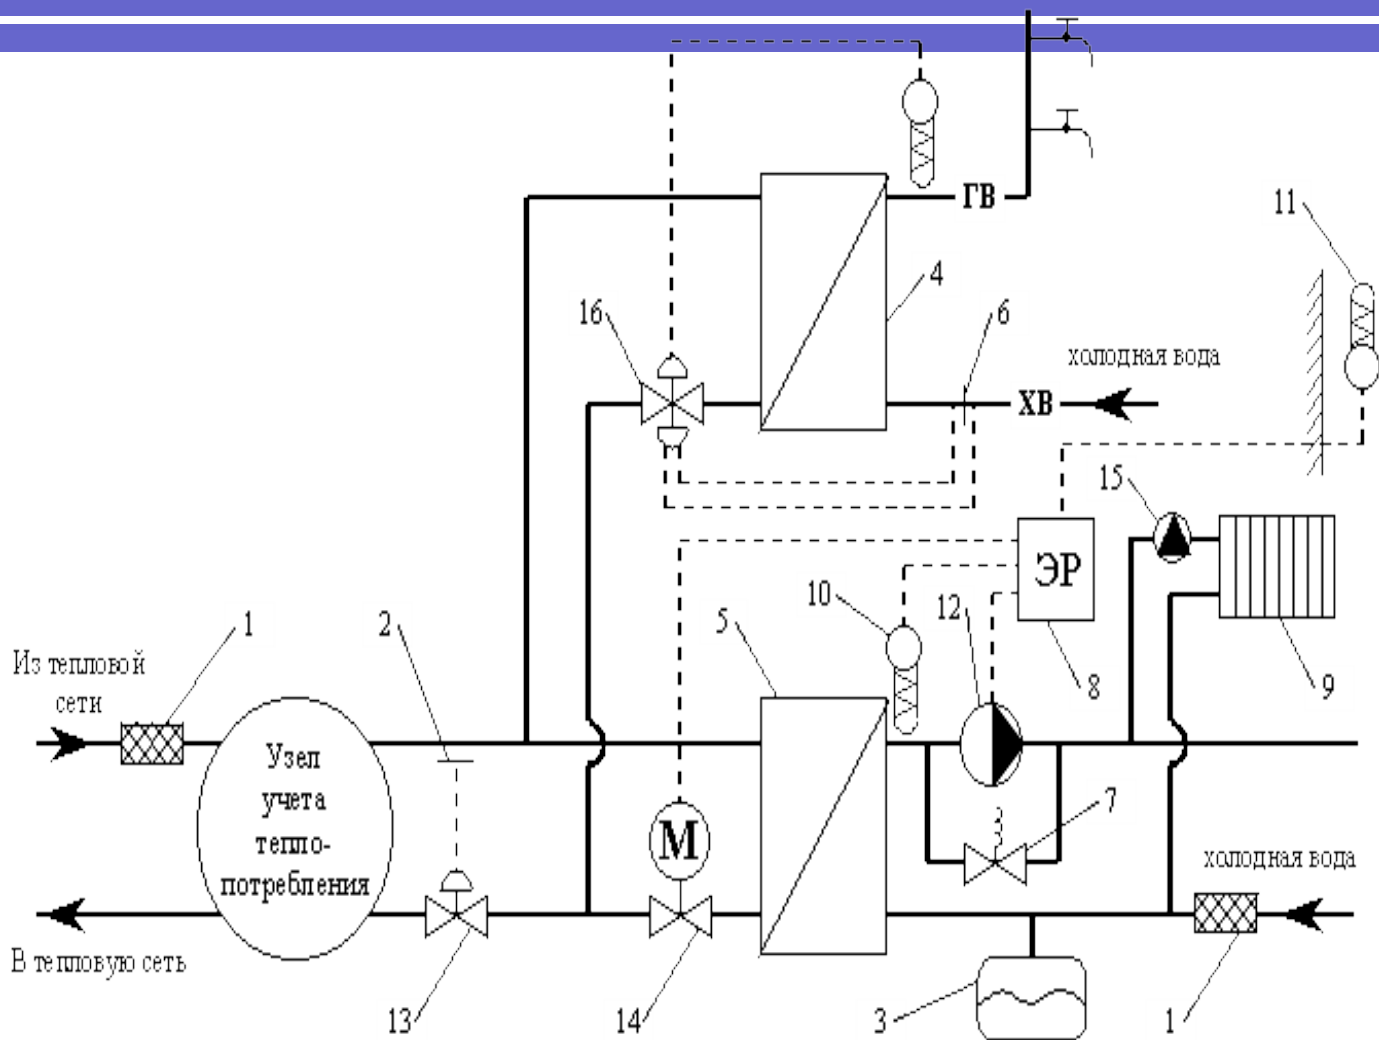 ГВ
11
4
16
6
холодная вода
ХВ
15
ЭР
10
12
5
1
2
8
9
Из тепловой
сети
Узел
учета
тепло-
потребления
М
7
холодная вода
В тепловую сеть
13
14
3
1